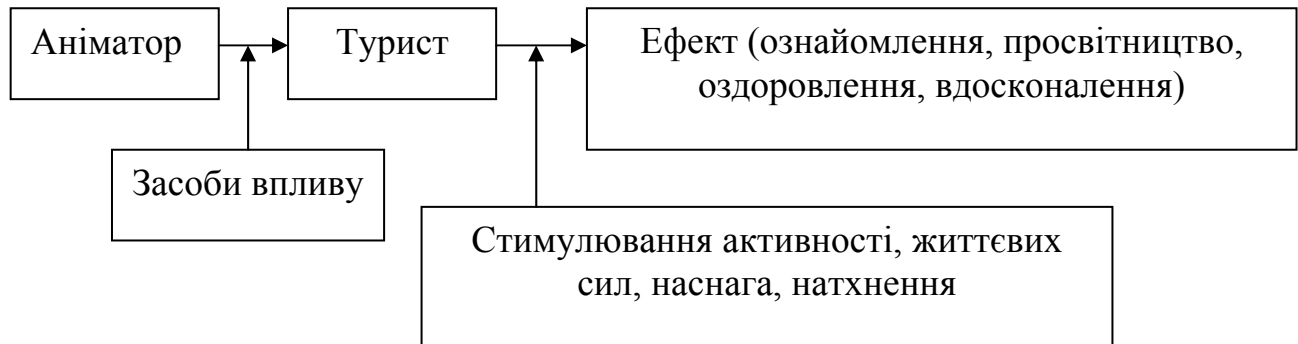 Аніматор
Турист
Ефект (ознайомлення, просвітництво,
оздоровлення, вдосконалення)
Засоби впливу
Стимулювання активності, життєвих
сил, наснага, натхнення